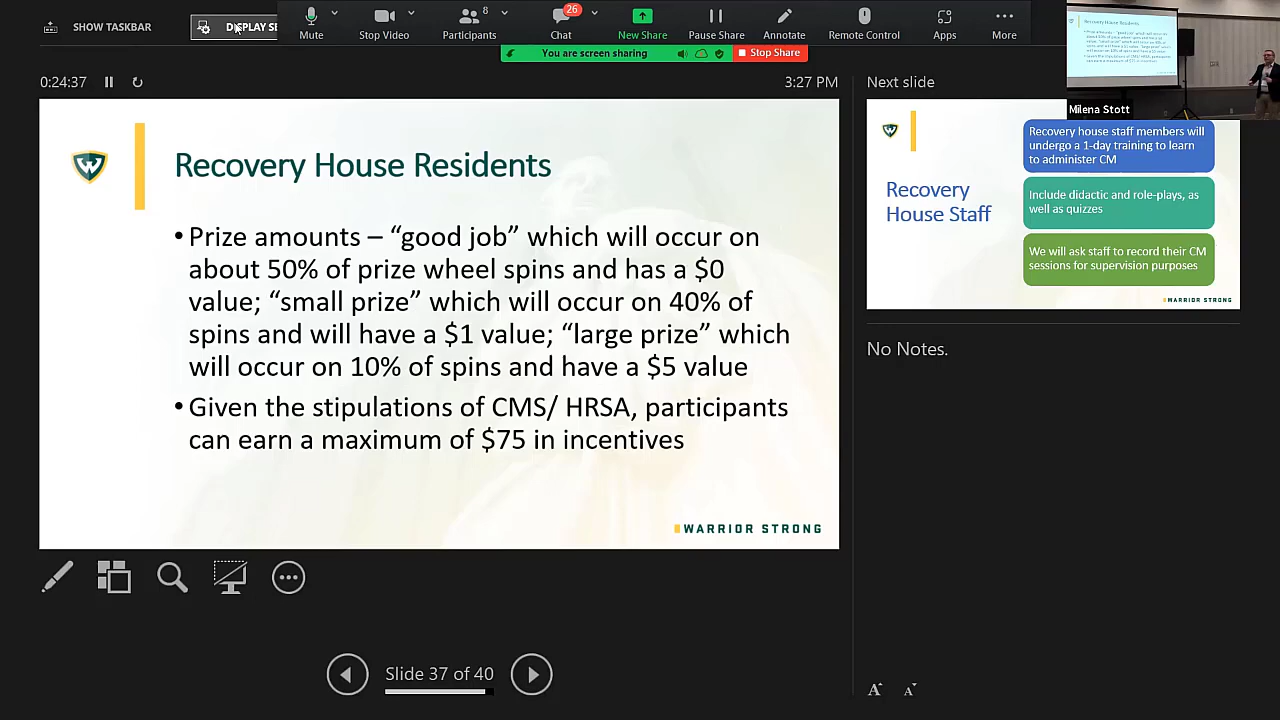 SHOW TASKBAR
DISPLAY SE
Mute
Stop Video
8
Participants
26
Chat
New Share
Pause Share
Annotate
Remote Control
Apps
More
You are screen sharing
Stop Share
Milena Stott
0:24:37
3:27 PM
Recovery House Residents
• Prize amounts – “good job” which will occur on
about 50% of prize wheel spins and has a $0
value; “small prize” which will occur on 40% of
spins and will have a $1 value; “large prize” which
will occur on 10% of spins and have a $5 value
• Given the stipulations of CMS/ HRSA, participants
can earn a maximum of $75 in incentives
WARRIOR STRONG
Slide 37 of 40
Next slide
Recovery
House Staff
Recovery house staff members will
undergo a 1-day training to learn
to administer CM
Include didactic and role-plays, as
well as quizzes
We will ask staff to record their CM
sessions for supervision purposes
WARRIOR STRONG
No Notes.
A A